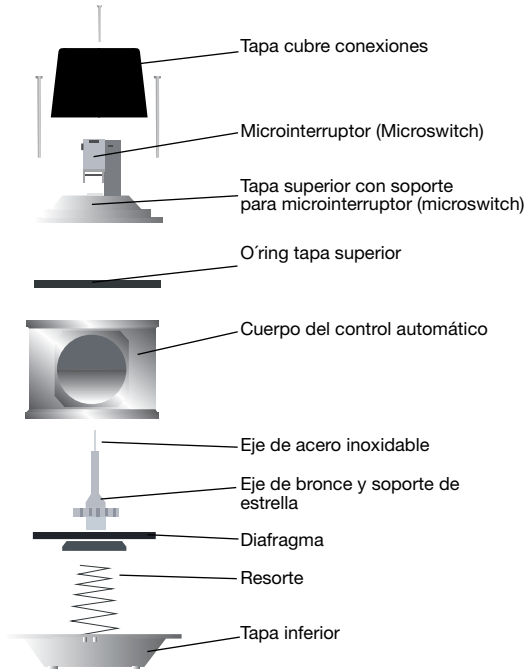 Tapa cubre conexiones
Microinterruptor (Microswitch)
Tapa superior con soporte
para microinterruptor (microswitch)
O´ring tapa superior
Cuerpo del control automático
Eje de acero inoxidable
Eje de bronce y soporte de
estrella
Diafragma
Resorte
Tapa inferior